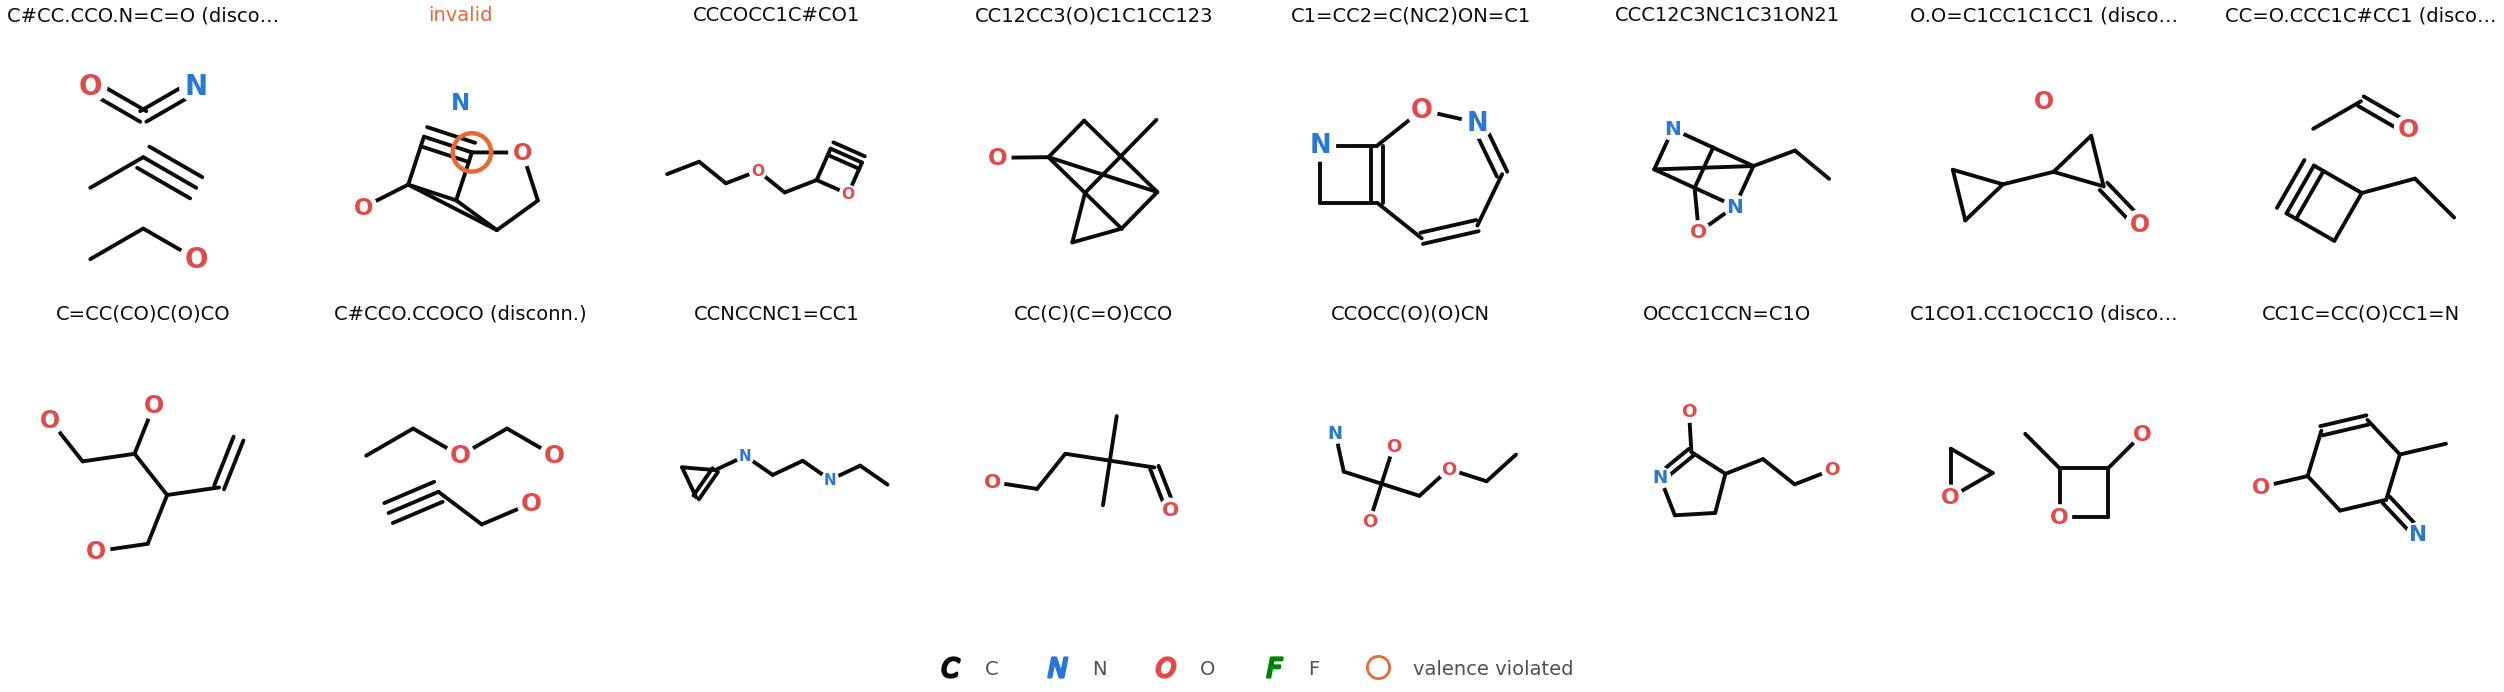 C#CC.CCO.N=C=O (disco… invalid CCCOCC1C#CO1 CC12CC3(O)C1C1CC123 C1=CC2=C(NC2)ON=C1 CCC12C3NC1C31ON21 O.O=C1CC1C1CC1 (disco… CC=O.CCC1C#CC1 (disco…
O N
N
O
O
O
O
O
N
O
N
N
N
O
O
O
O
C=CC(CO)C(O)CO C#CCO.CCOCO (disconn.) CCNCCNC1=CC1 CC(C)(C=O)CCO CCOCC(O)(O)CN OCCC1CCN=C1O C1CO1.CC1OCC1O (disco… CC1C=CC(O)CC1=N
O
O
O
O O
O
N
N
O
O
N
O
O
O
O
N
O
O
O
O
O
N
C C N N O O F F valence violated